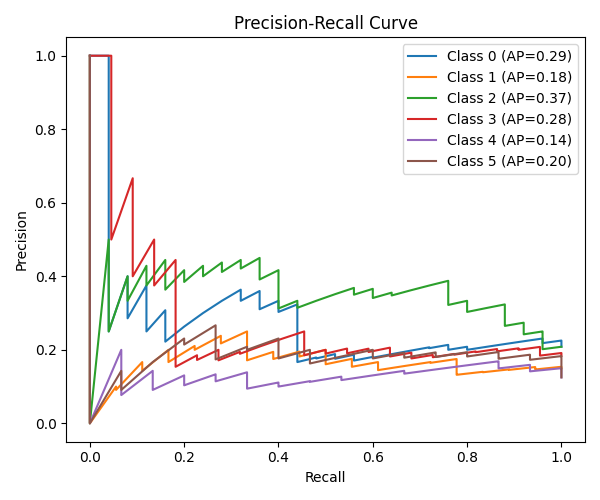 Precision-Recall Curve
Precision
1.0
0.8
0.6
0.4
0.2
0.0
Class 0 (AP=0.29)
Class 1 (AP=0.18)
Class 2 (AP=0.37)
Class 3 (AP=0.28)
Class 4 (AP=0.14)
Class 5 (AP=0.20)
0.0 0.2 0.4 0.6 0.8 1.0
Recall